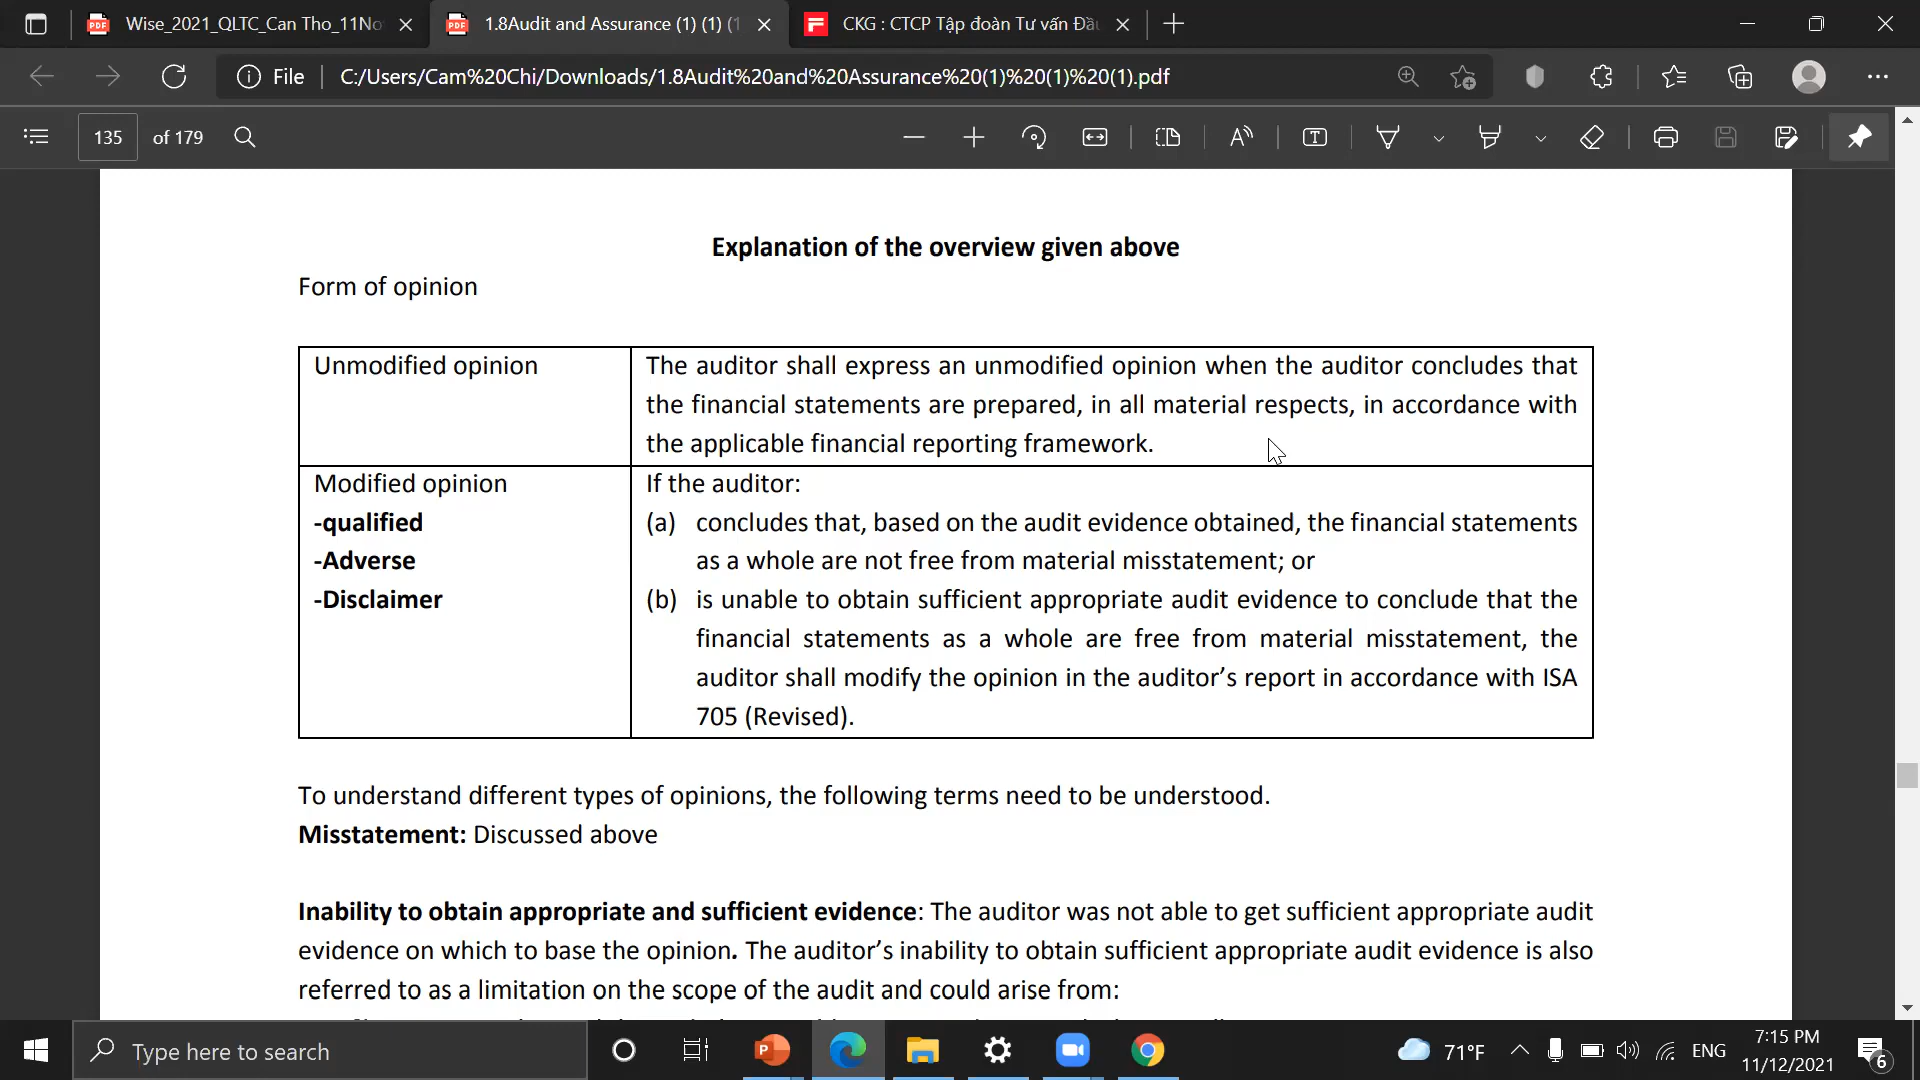 Wise_2021_QLTC_Can Tho_11No
1.8Audit and Assurance (1) (1) (1
CKG : CTCP Tập đoàn Tư vấn Đầu
File
C:/Users/Cam%20Chi/Downloads/1.8Audit%20and%20Assurance%20(1)%20(1)%20(1).pdf
135 of 179
Explanation of the overview given above
Form of opinion
Unmodified opinion
The auditor shall express an unmodified opinion when the auditor concludes that
the financial statements are prepared, in all material respects, in accordance with
the applicable financial reporting framework.
Modified opinion
-qualified
-Adverse
-Disclaimer
If the auditor:
(a) concludes that, based on the audit evidence obtained, the financial statements
as a whole are not free from material misstatement; or
(b) is unable to obtain sufficient appropriate audit evidence to conclude that the
financial statements as a whole are free from material misstatement, the
auditor shall modify the opinion in the auditor’s report in accordance with ISA
705 (Revised).
To understand different types of opinions, the following terms need to be understood.
Misstatement: Discussed above
Inability to obtain appropriate and sufficient evidence: The auditor was not able to get sufficient appropriate audit
evidence on which to base the opinion. The auditor’s inability to obtain sufficient appropriate audit evidence is also
referred to as a limitation on the scope of the audit and could arise from:
Type here to search
71°F
ENG
7:15 PM
11/12/2021
6